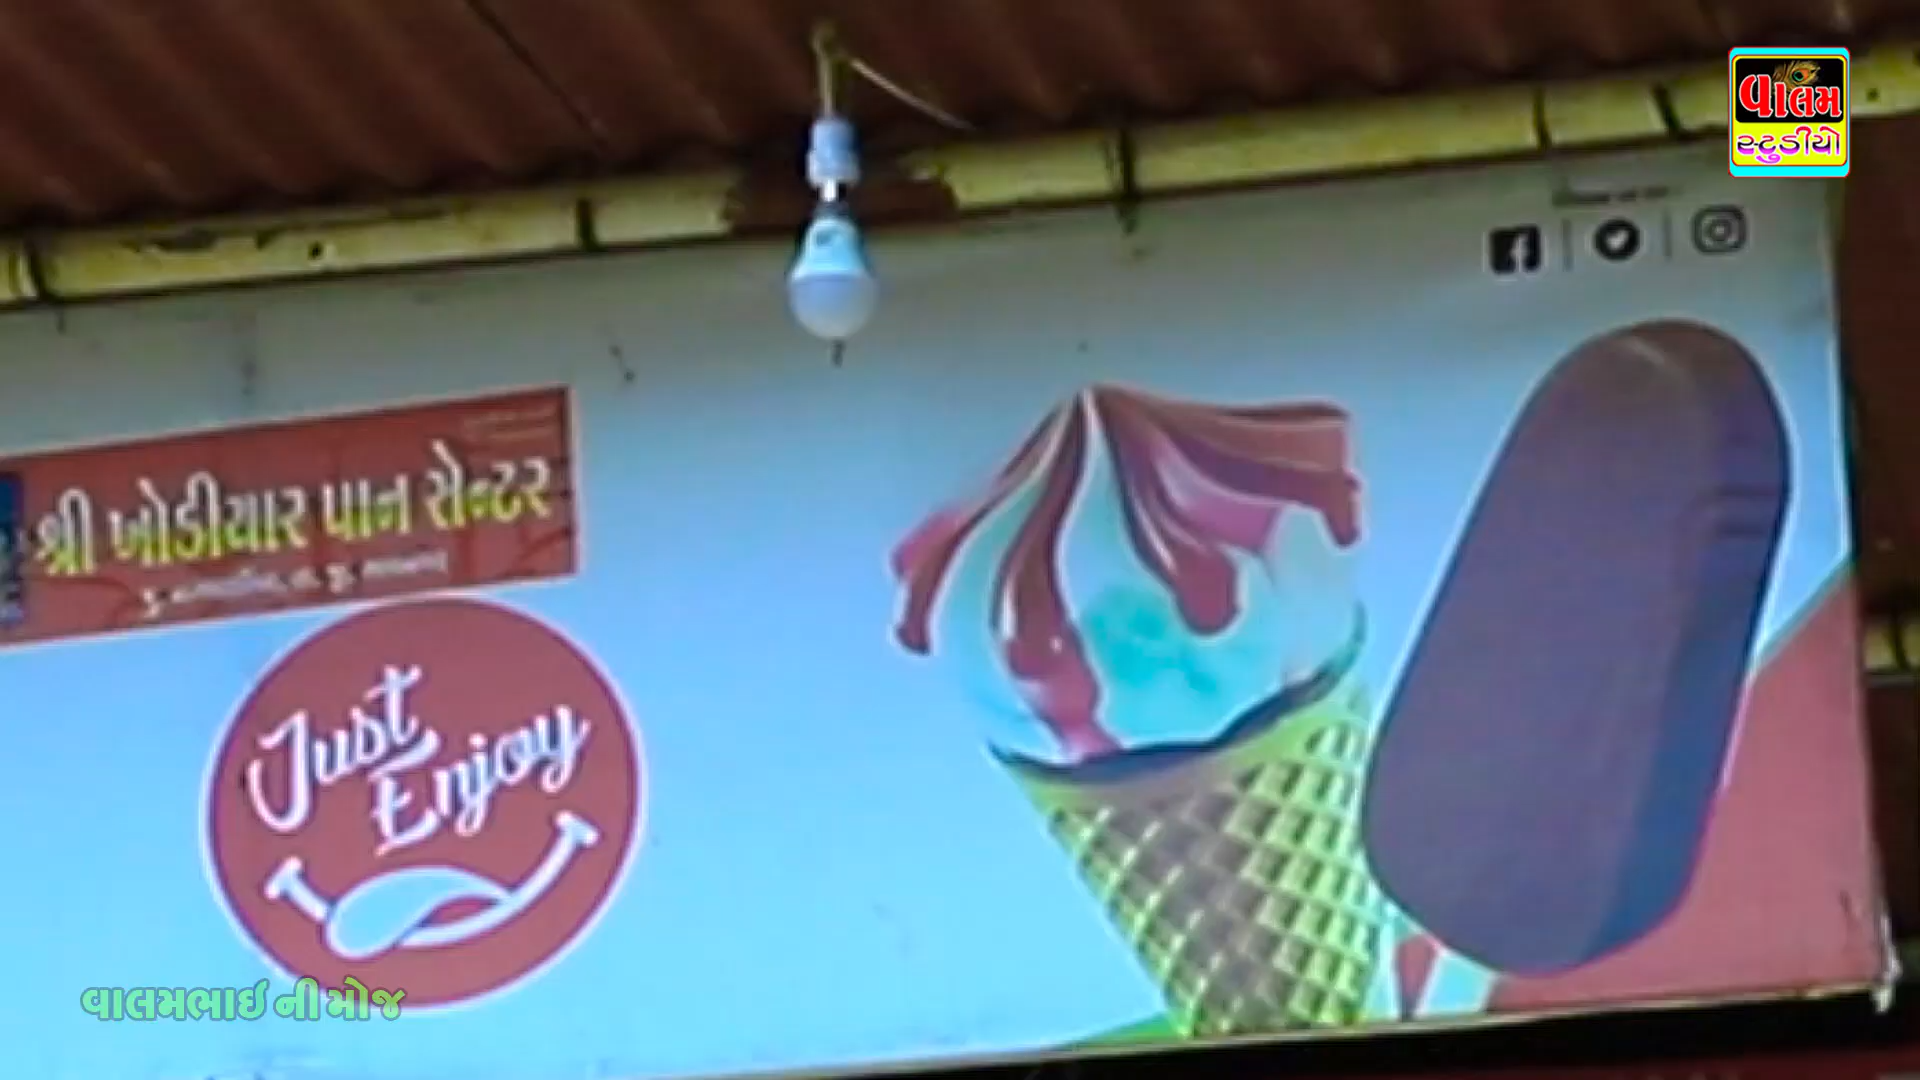 વાલમ
સ્ટુડીયો
શ્રી ખોડીયાર પાન સેન્ટર
Just
Enjoy
વાલમભાઇ ની મોજ